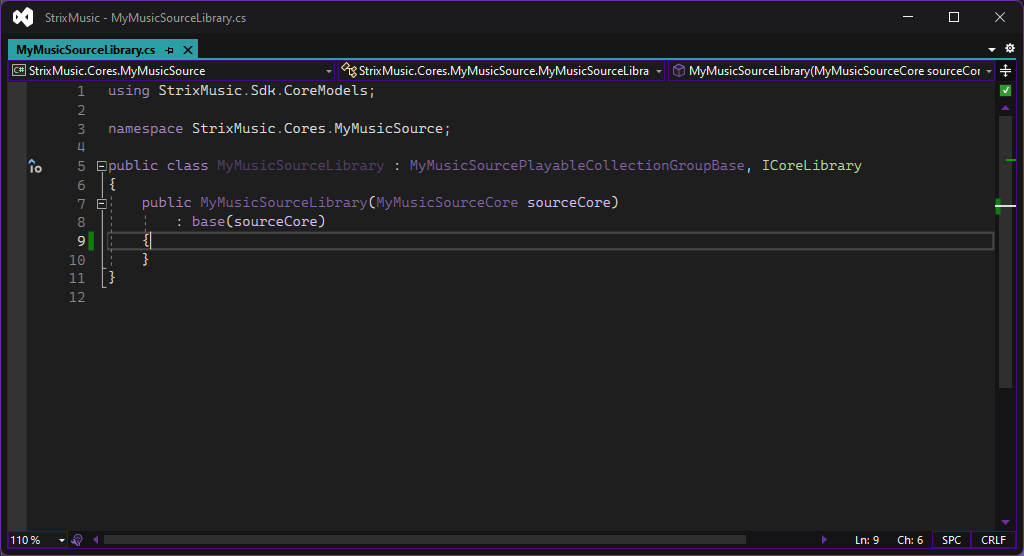 StrixMusic - MyMusicSourceLibrary.cs
MyMusicSourceLibrary.cs
C# StrixMusic.Cores.MyMusicSource
StrixMusic.Cores.MyMusicSource.MyMusicSourceLibra
MyMusicSourceLibrary(MyMusicSourceCore sourceCor
1 using StrixMusic.Sdk.CoreModels;
2
3 namespace StrixMusic.Cores.MyMusicSource;
4
5 public class MyMusicSourceLibrary : MyMusicSourcePlayableCollectionGroupBase, ICoreLibrary
6 {
7 public MyMusicSourceLibrary(MyMusicSourceCore sourceCore)
8 : base(sourceCore)
9 {
10 }
11 }
12
110 % Ln: 9 Ch: 6 SPC CRLF